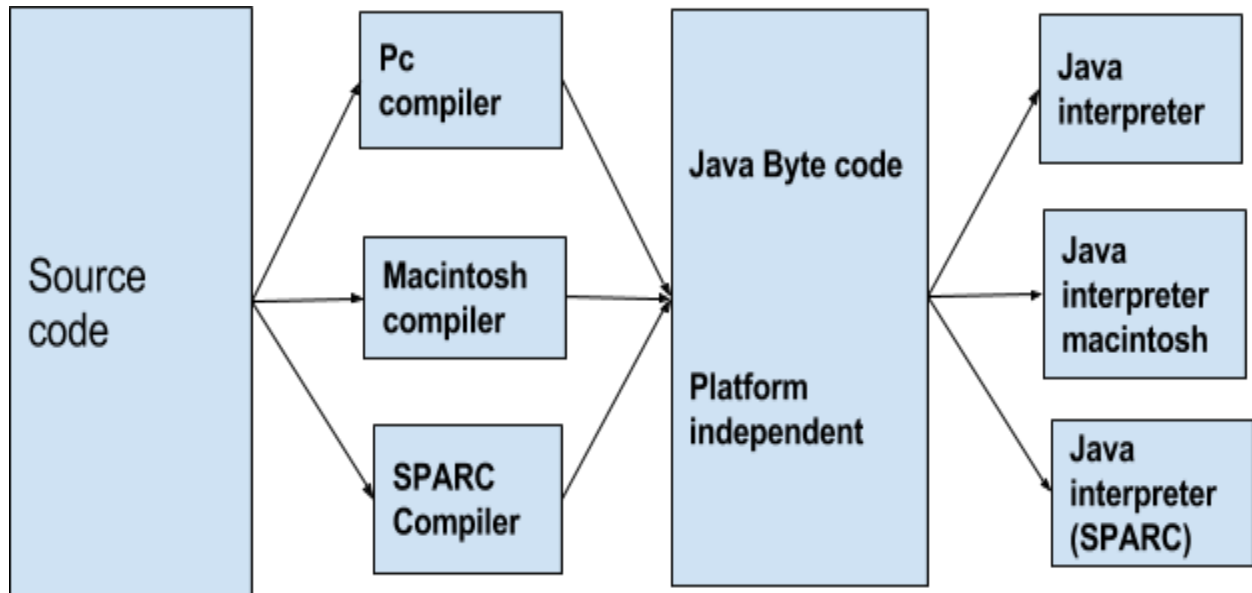 Source
code
Pc
compiler
Macintosh
compiler
SPARC
Compiler
Java Byte code
Platform
independent
Java
interpreter
Java
interpreter
macintosh
Java
interpreter
(SPARC)